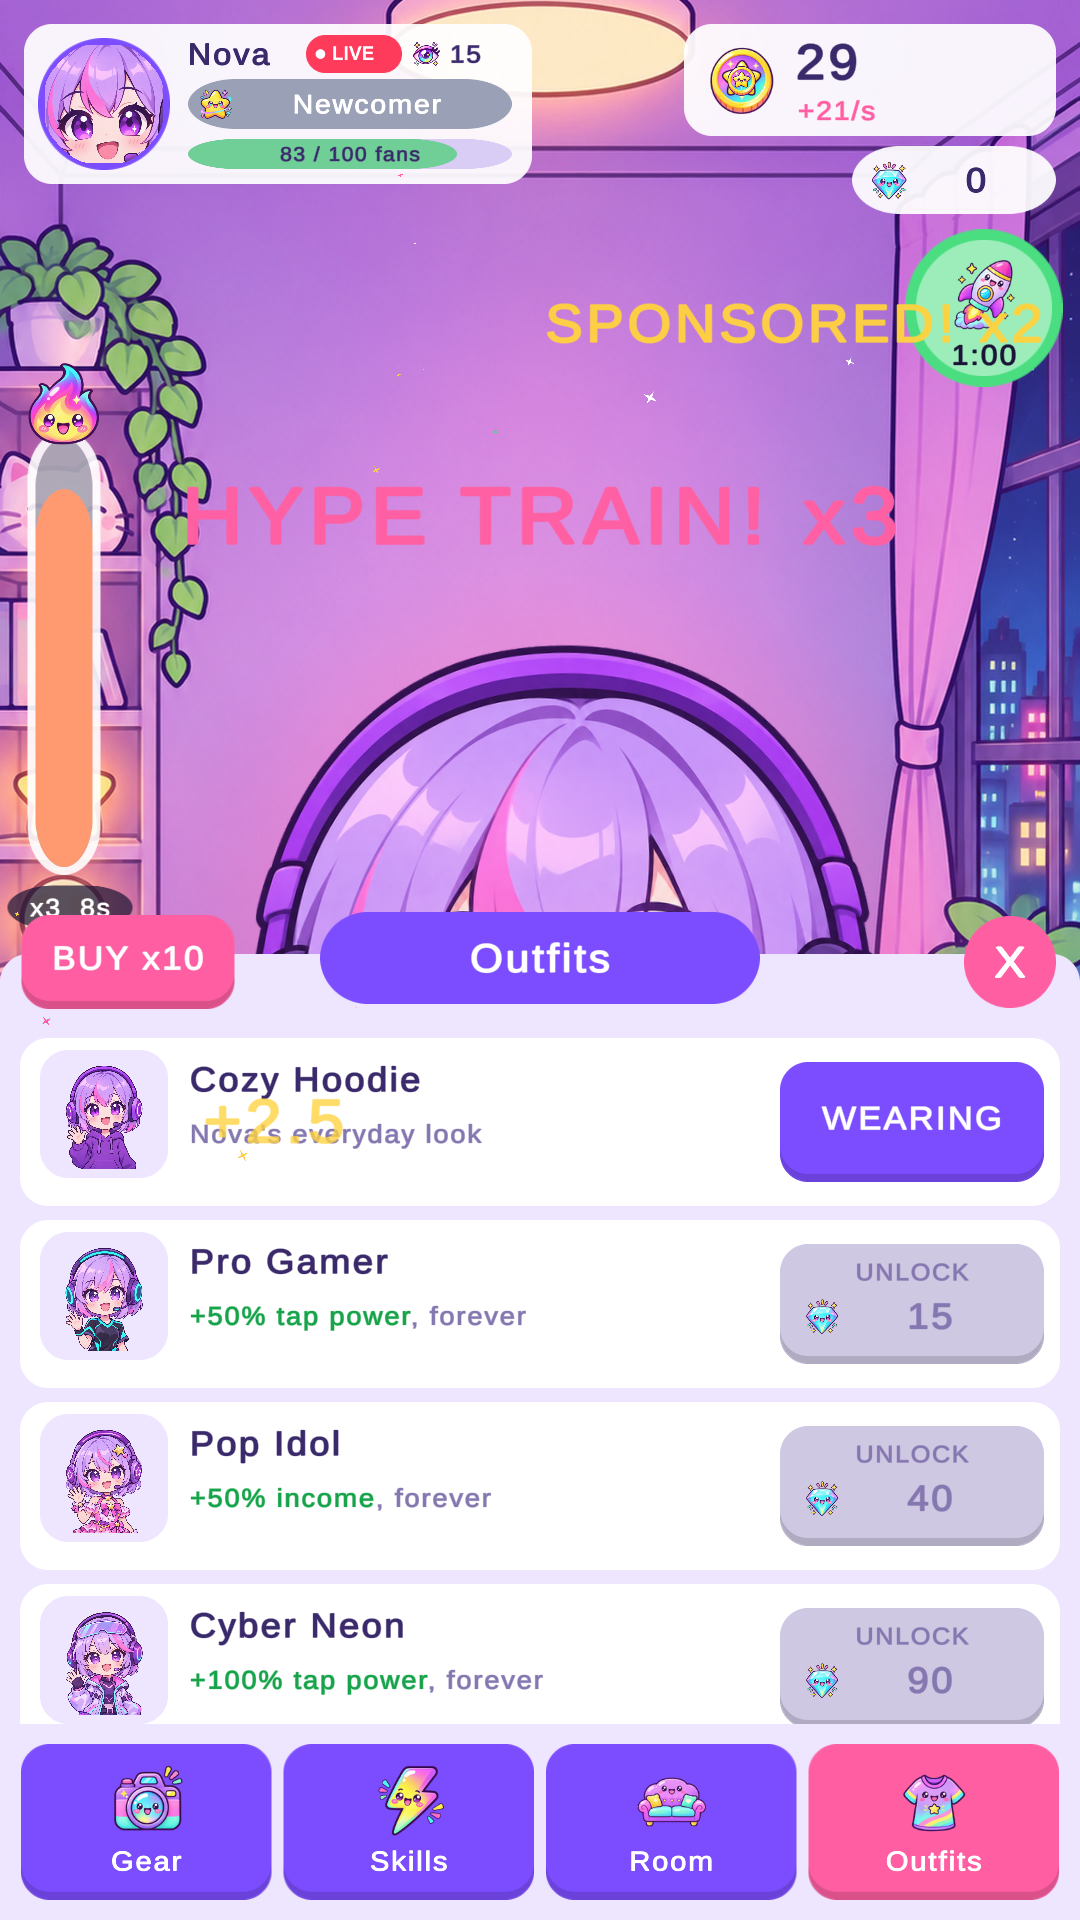 Nova
LIVE
15
Newcomer
83 / 100 fans
29
+21/s
0
SPONSORED! x2
1:00
HYPE TRAIN! x3
x3 8s
BUY x10
Outfits
X
Cozy Hoodie
+2.5
Nova's everyday look
WEARING
Pro Gamer
+50% tap power, forever
UNLOCK
15
Pop Idol
+50% income, forever
UNLOCK
40
Cyber Neon
+100% tap power, forever
UNLOCK
90
Gear
Skills
Room
Outfits